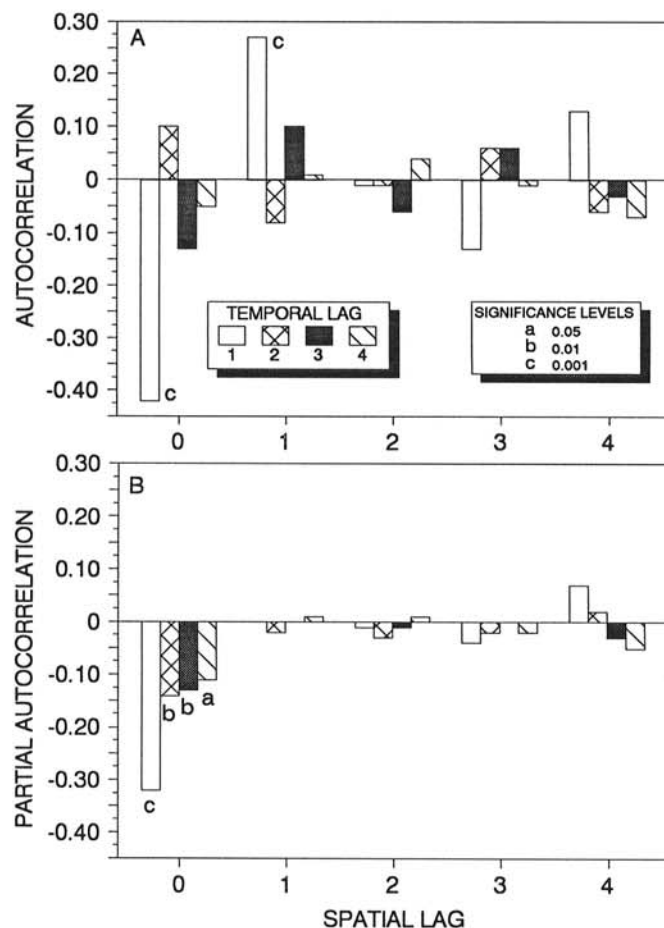 A
0.30
0.20
0.10
0
-0.10
-0.20
-0.30
-0.40
AUTOCORRELATION
c
c
TEMPORAL LAG
1 2 3 4
SIGNIFICANCE LEVELS
a 0.05
b 0.01
c 0.001
0 1 2 3 4
B
0.30
0.20
0.10
0
-0.10
-0.20
-0.30
-0.40
PARTIAL AUTOCORRELATION
c
b
b
a
0 1 2 3 4
SPATIAL LAG